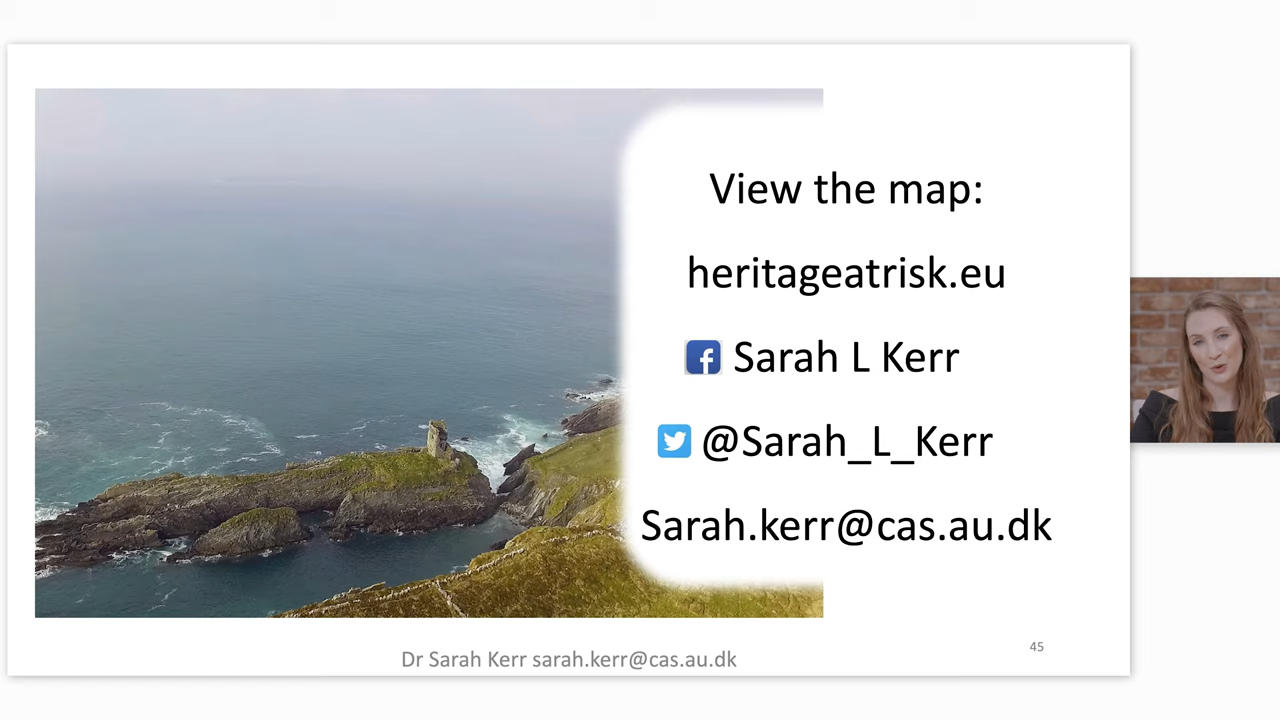 View the map:
heritageatrisk.eu
Sarah L Kerr
@Sarah_L_Kerr
Sarah.kerr@cas.au.dk
Dr Sarah Kerr sarah.kerr@cas.au.dk
45